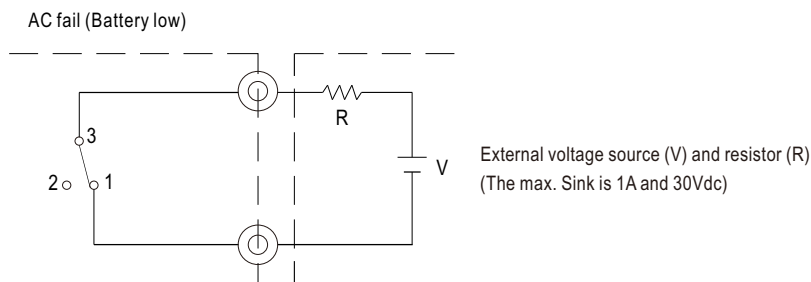 AC fail (Battery low)
3
R
2
1
V
External voltage source (V) and resistor (R)
(The max. Sink is 1A and 30Vdc)